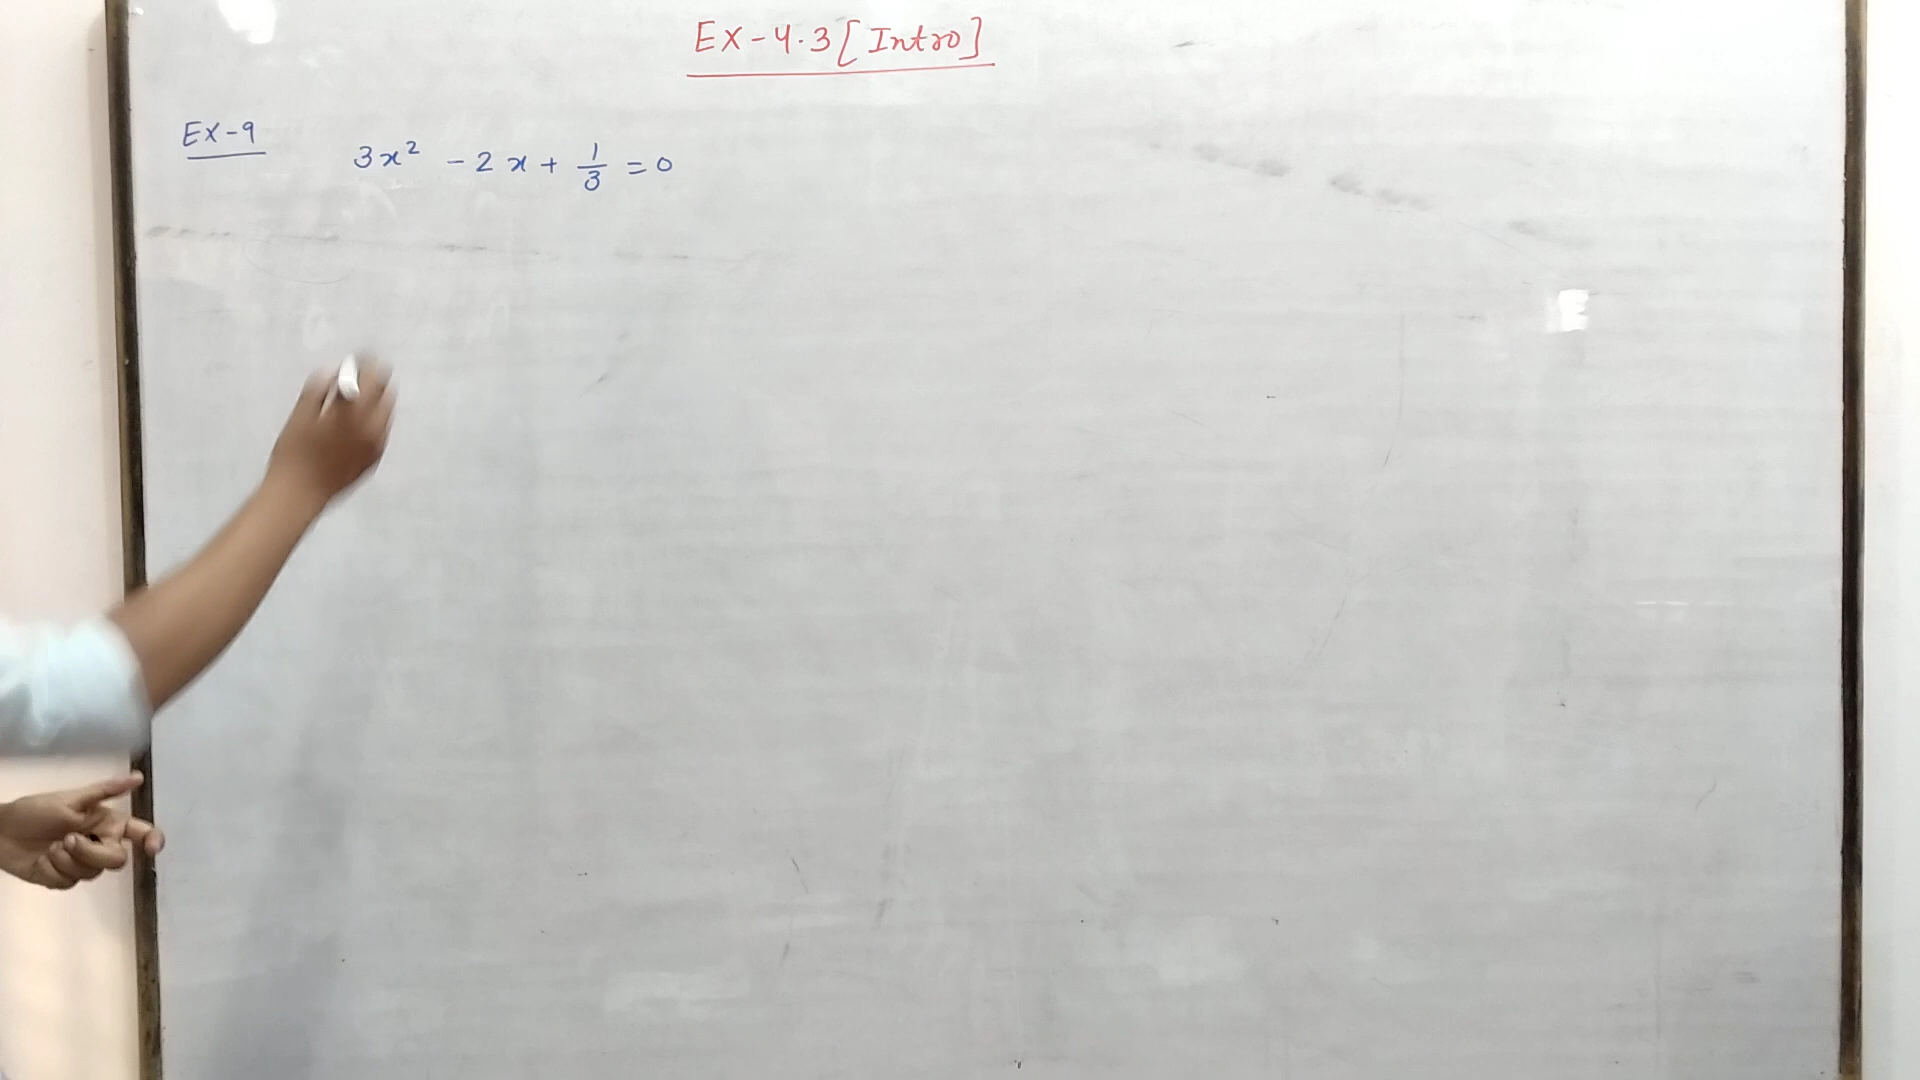 Ex-4.3[Intro]
Ex-9
3x² - 2x + 1/3 = 0